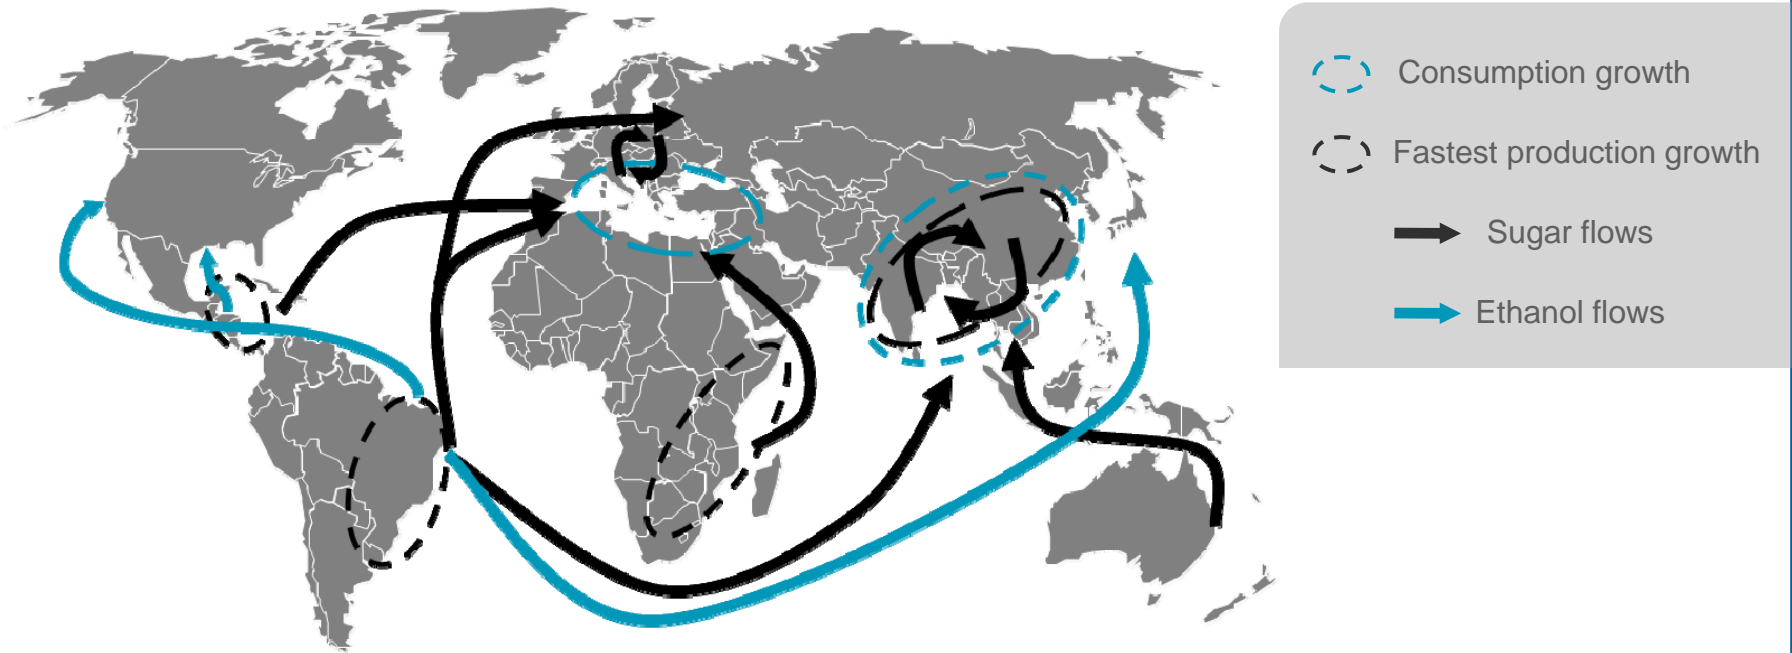 Consumption growth
Fastest production growth
Sugar flows
Ethanol flows